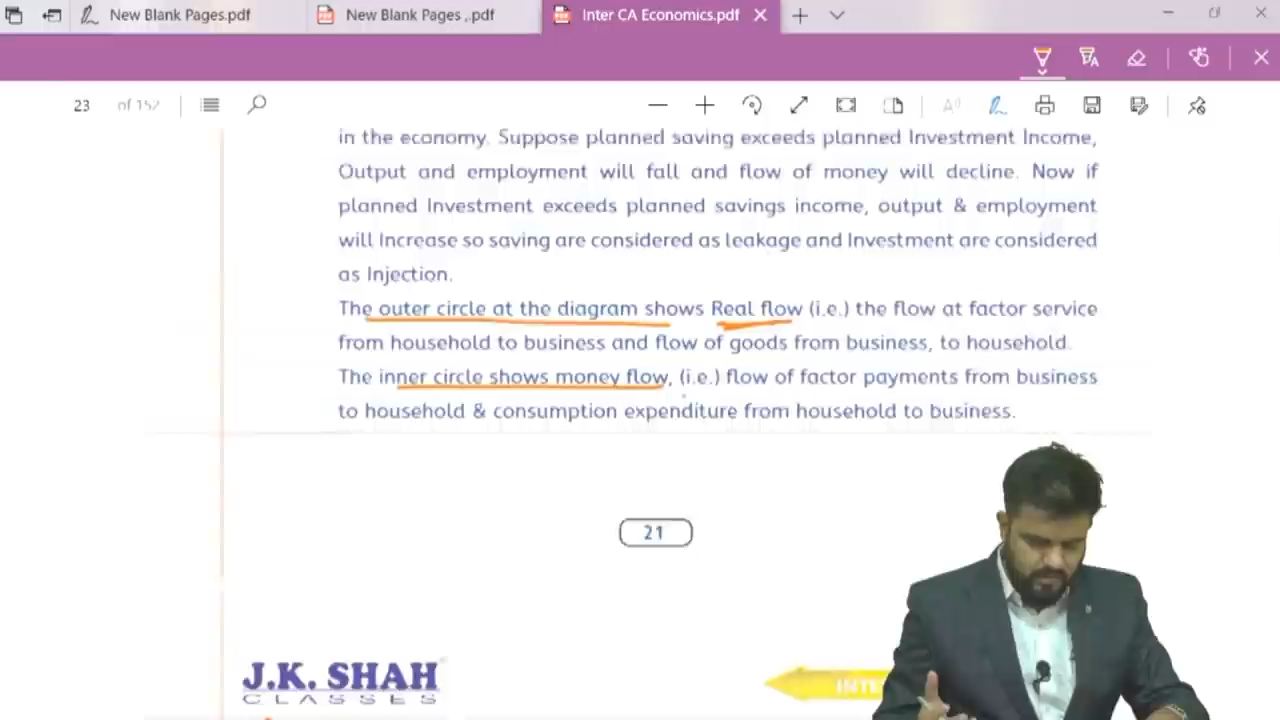 New Blank Pages.pdf
New Blank Pages ,.pdf
Inter CA Economics.pdf
23 of 152
in the economy. Suppose planned saving exceeds planned Investment Income,
Output and employment will fall and flow of money will decline. Now if
planned Investment exceeds planned savings income, output & employment
will Increase so saving are considered as leakage and Investment are considered
as Injection.
The outer circle at the diagram shows Real flow (i.e.) the flow at factor service
from household to business and flow of goods from business, to household.
The inner circle shows money flow, (i.e.) flow of factor payments from business
to household & consumption expenditure from household to business.
21
J.K. SHAH
CLASSES